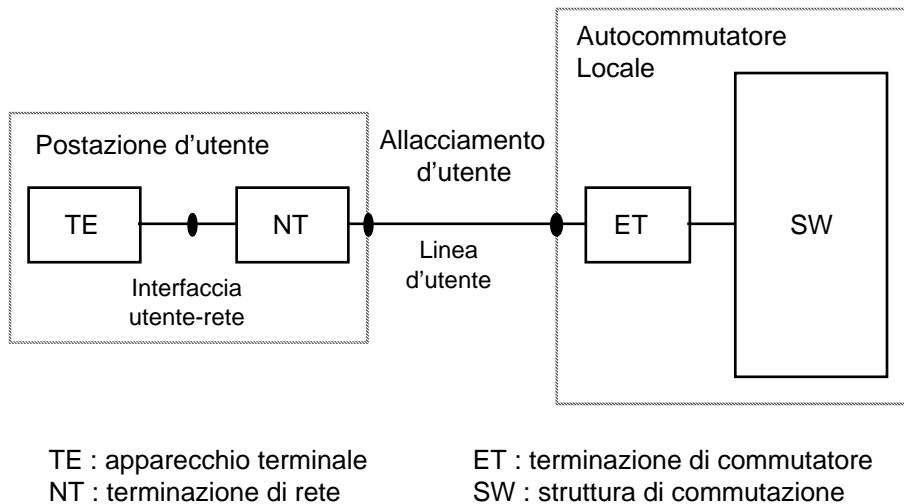 Autocommutatore
Locale
Postazione d'utente
Allacciamento
d'utente
TE
NT
ET
SW
Linea
d'utente
Interfaccia
utente-rete
TE : apparecchio terminale
ET : terminazione di commutatore
NT : terminazione di rete
SW : struttura di commutazione